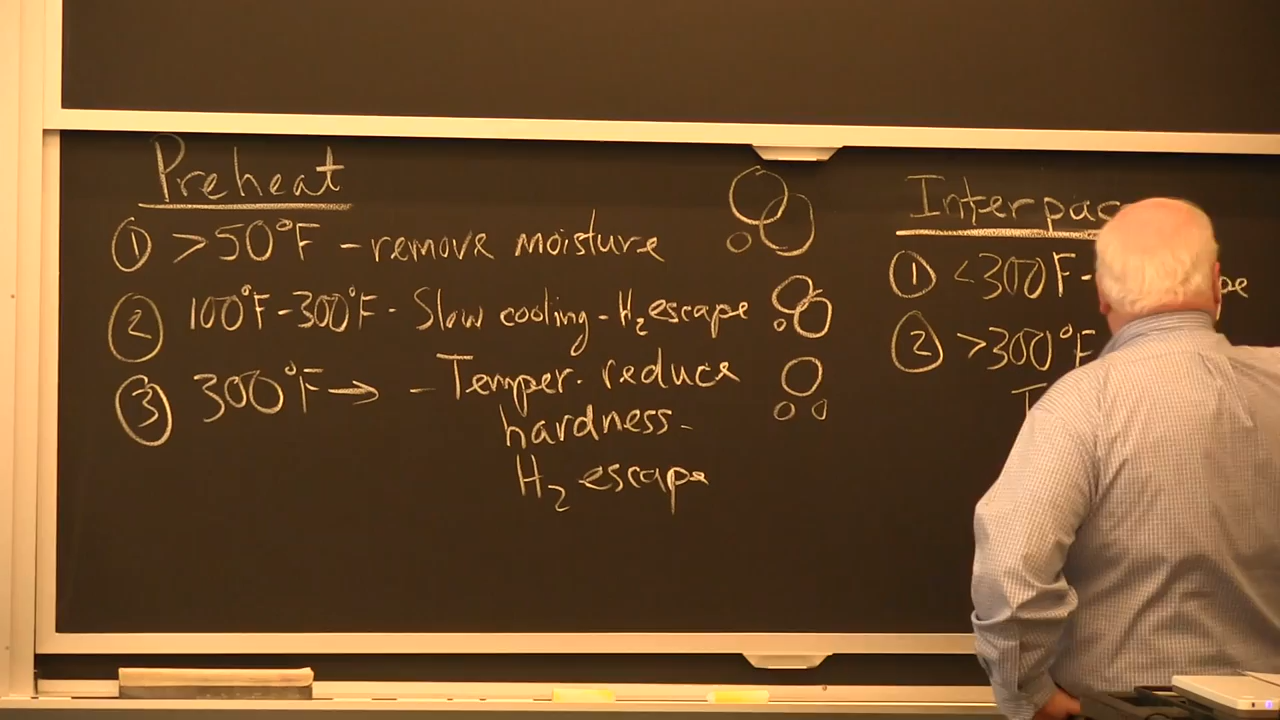 Preheat
① >50°F - remove moisture
② 100°F - 300°F - Slow cooling - H₂ escape
③ 300°F → - Temper. reduce
hardness -
H₂ escape
① <300°F -
② >300°F